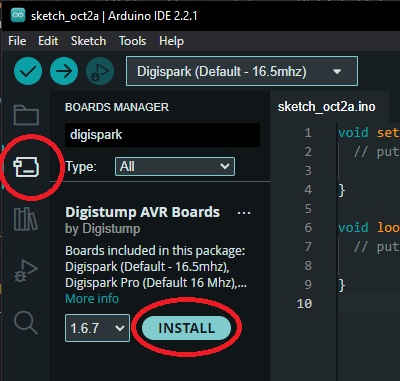 sketch_oct2a | Arduino IDE 2.2.1
File Edit Sketch Tools Help
Digispark (Default - 16.5mhz)
BOARDS MANAGER
digispark
Type: All
Digistump AVR Boards ...
by Digistump
Boards included in this package:
Digispark (Default - 16.5mhz),
Digispark Pro (Default 16 Mhz),...
More info
1.6.7 INSTALL
sketch_oct2a.ino
1 void set
2 // put
3
4 }
5
6 void loo
7 // put
8
9 }
10